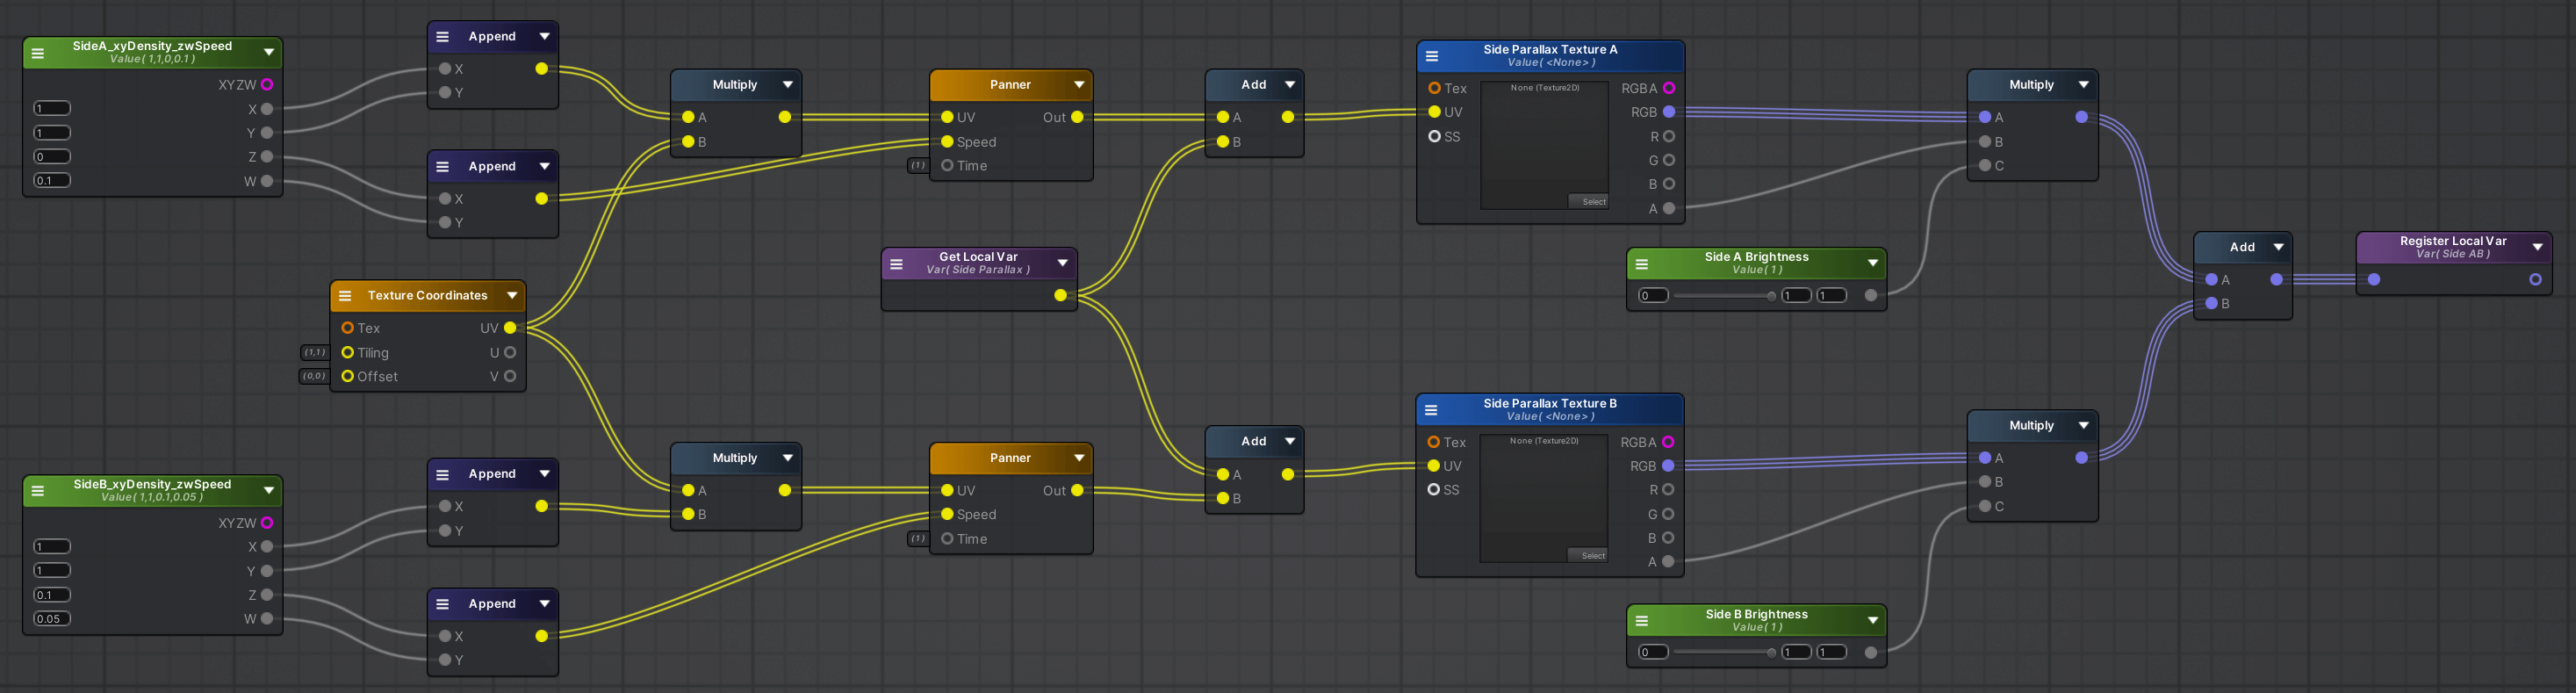 SideA_xyDensity_zwSpeed
Value( 1,1,0,0.1 )
XYZW
1 X
1 Y
0 Z
0.1 W
Append
X
Y
Append
X
Y
Multiply
A
B
Panner
UV Out
Speed
(1) Time
Add
A
B
Side Parallax Texture A
Value( <None> )
Tex None (Texture2D) RGBA
UV RGB
SS R
G
B
Select A
Multiply
A
B
C
Texture Coordinates
Tex UV
(1,1) Tiling U
(0,0) Offset V
Get Local Var
Var( Side Parallax )
Side A Brightness
Value( 1 )
0 1 1
Add
A
B
Register Local Var
Var( Side AB )
SideB_xyDensity_zwSpeed
Value( 1,1,0.1,0.05 )
XYZW
1 X
1 Y
0.1 Z
0.05 W
Append
X
Y
Append
X
Y
Multiply
A
B
Panner
UV Out
Speed
(1) Time
Add
A
B
Side Parallax Texture B
Value( <None> )
Tex None (Texture2D) RGBA
UV RGB
SS R
G
B
Select A
Multiply
A
B
C
Side B Brightness
Value( 1 )
0 1 1